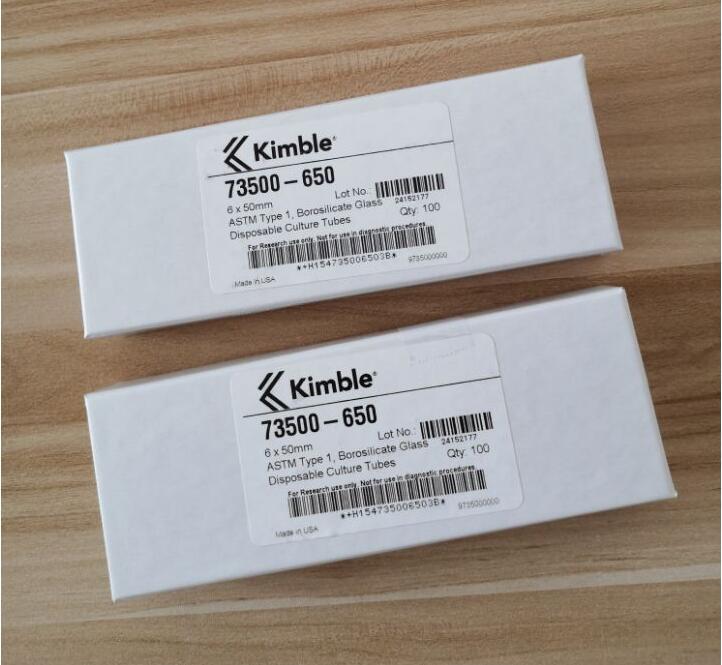 Kimble®
73500–650
6 x 50mm
Lot No.:
24152177
ASTM Type 1, Borosilicate Glass
Disposable Culture Tubes
Qty: 100
For Research use only. Not for use in diagnostic procedures
*+H154735006503B*
9735000000
Made in USA
Kimble®
73500–650
6 x 50mm
Lot No.:
24152177
ASTM Type 1, Borosilicate Glass
Disposable Culture Tubes
Qty: 100
For Research use only. Not for use in diagnostic procedures
*+H154735006503B*
9735000000
Made in USA